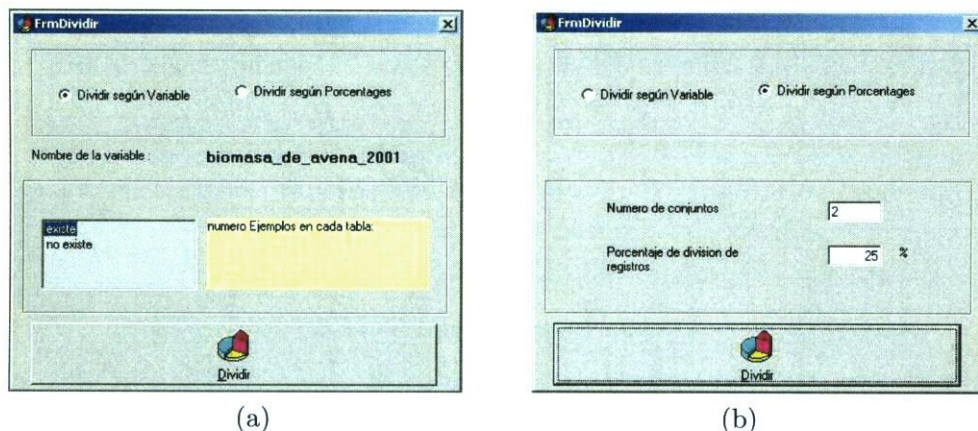 FrmDividir
Dividir según Variable
Dividir según Porcentages
Nombre de la variable :
biomasa_de_avena_2001
existe
no existe
numero Ejemplos en cada tabla:
Dividir
(a)
FrmDividir
Dividir según Variable
Dividir según Porcentages
Numero de conjuntos
2
Porcentaje de division de
registros
25 %
Dividir
(b)